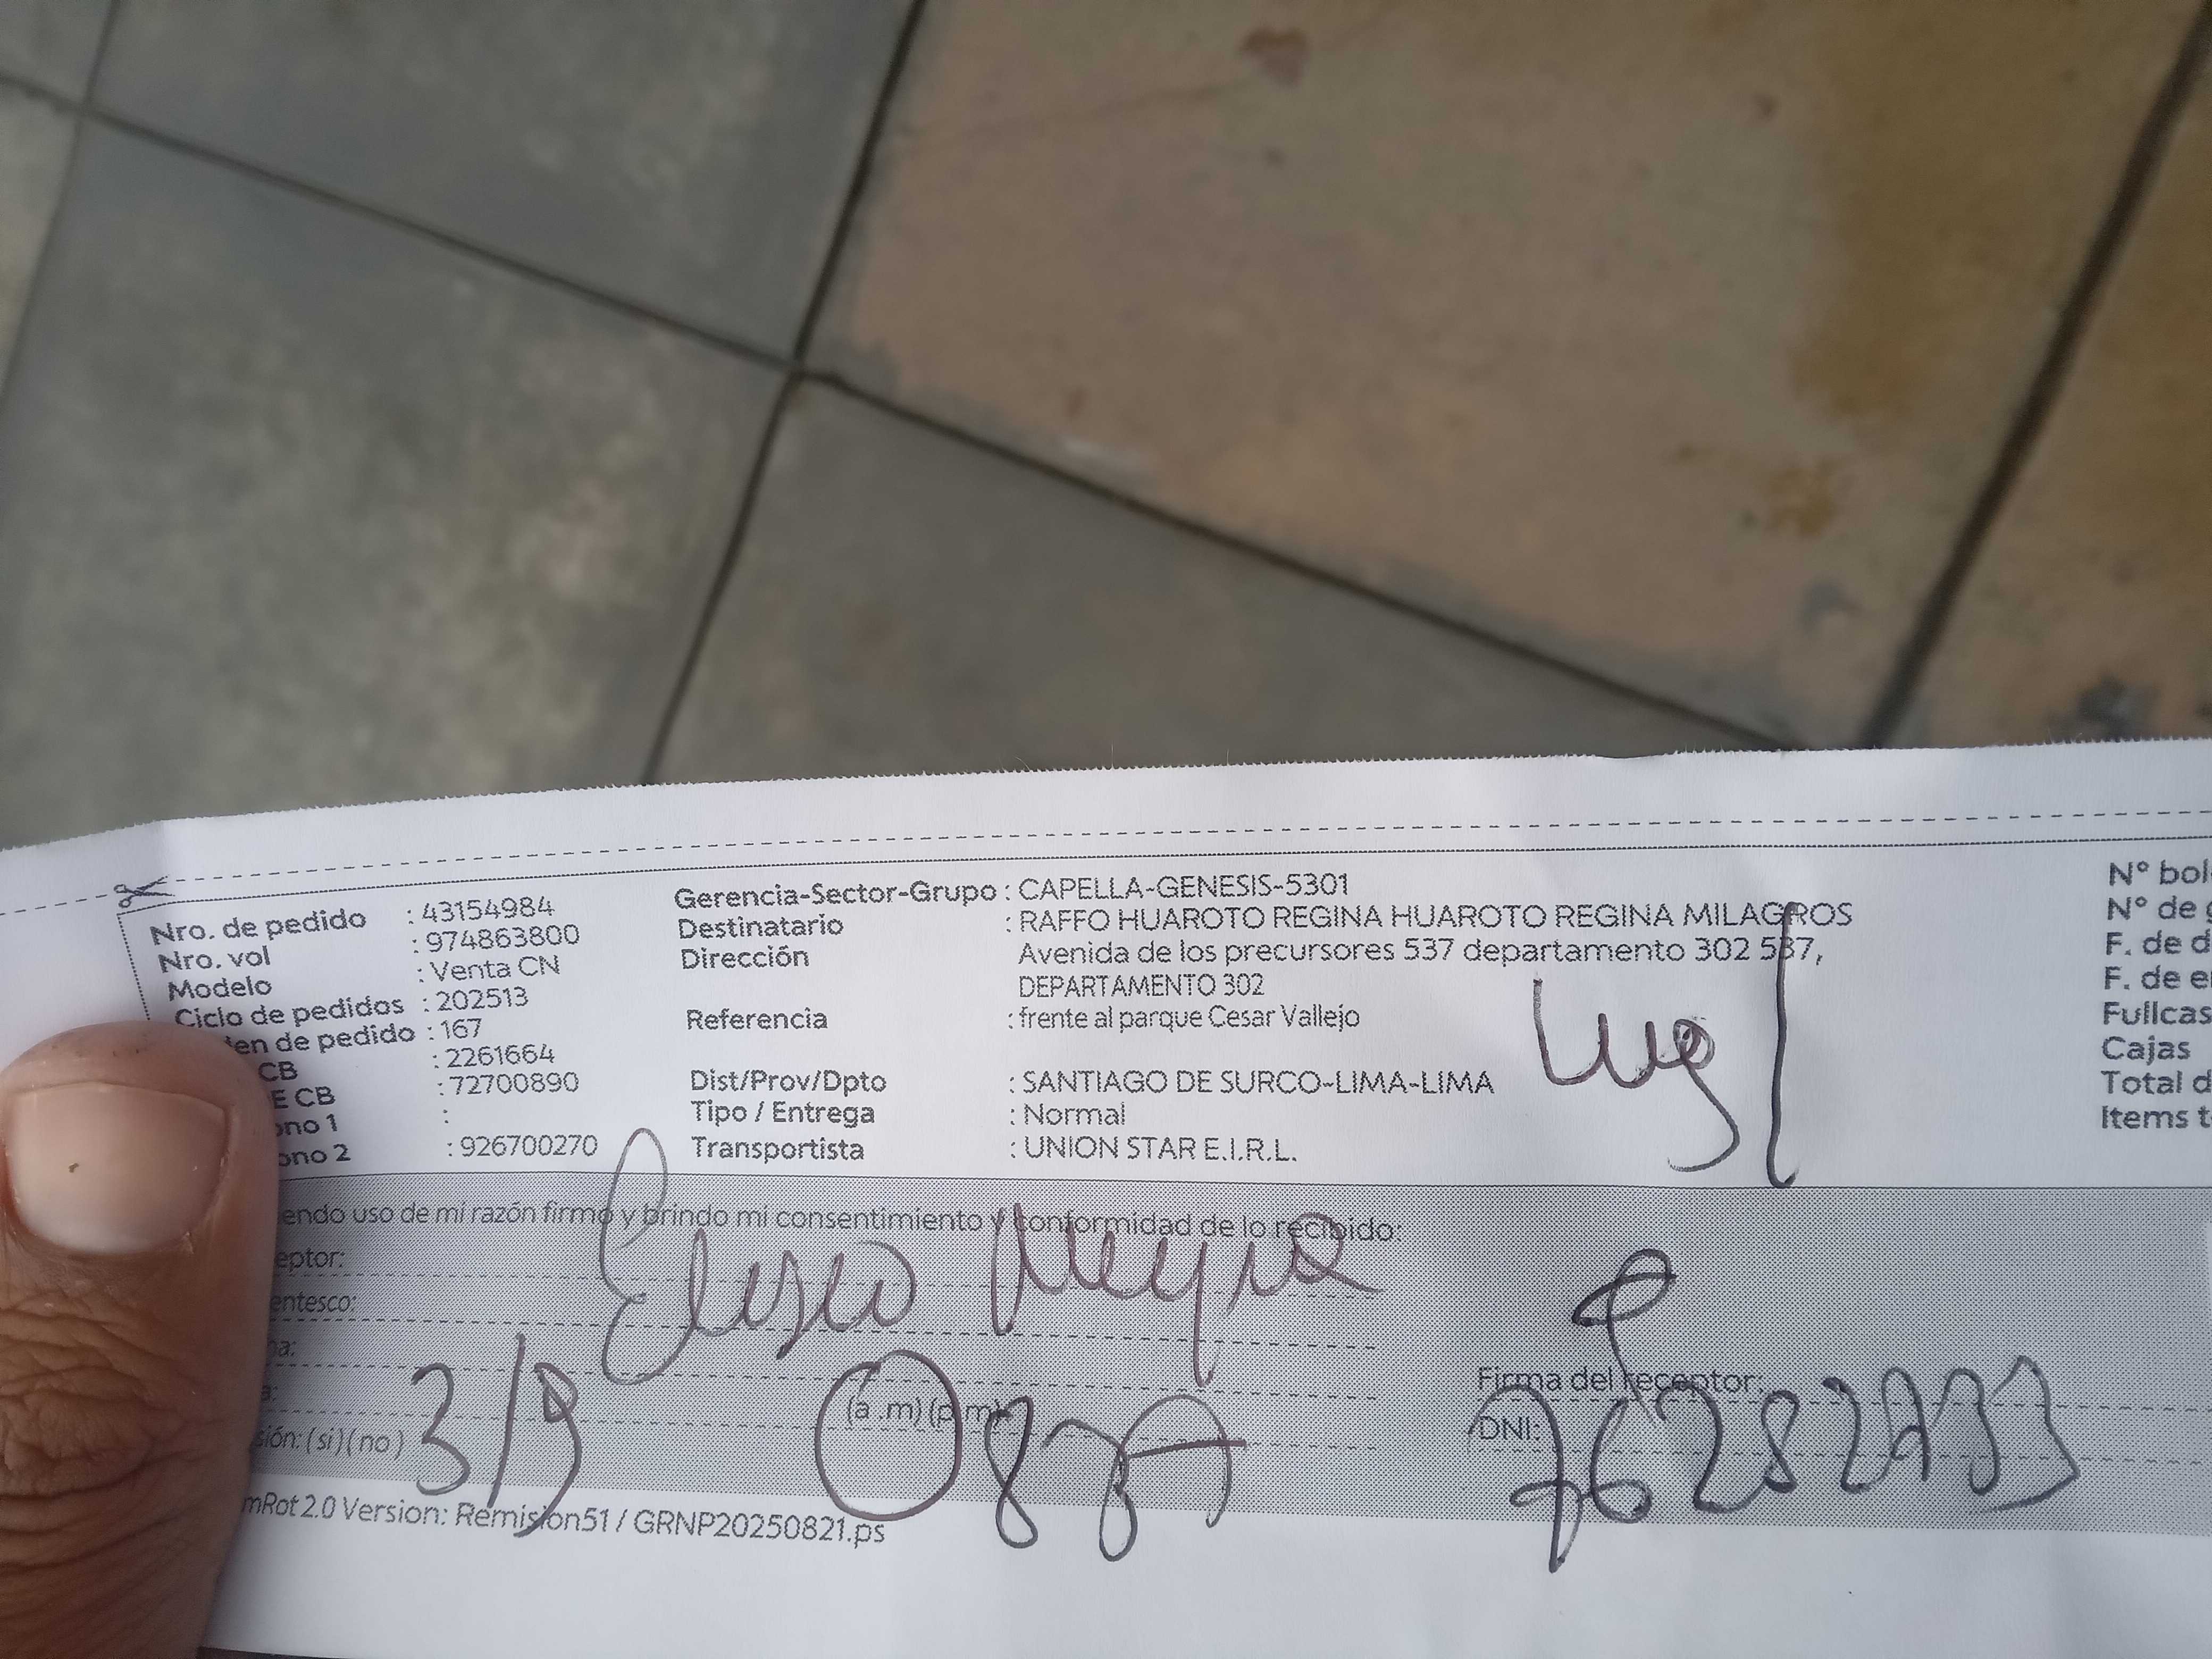 Nro. de pedido : 43154984
Nro. vol : 974863800
Modelo : Venta CN
Ciclo de pedidos : 202513
den de pedido : 167
CB : 2261664
E CB : 72700890
ono 1 :
ono 2 : 926700270
Gerencia-Sector-Grupo : CAPELLA-GENESIS-5301
Destinatario : RAFFO HUAROTO REGINA HUAROTO REGINA MILAGROS
Dirección Avenida de los precursores 537 departamento 302 537,
DEPARTAMENTO 302
Referencia : frente al parque Cesar Vallejo
Dist/Prov/Dpto : SANTIAGO DE SURCO-LIMA-LIMA
Tipo / Entrega : Normal
Transportista : UNION STAR E.I.R.L.
N° bol
N° de g
F. de d
F. de e
Fullcas
Cajas
Total d
Items t
endo uso de mi razón firmo y brindo mi consentimiento y conformidad de lo recibido:
eptor: Eliseo
entesco:
ha:
a: 3/9 (a .m) (p.m)
sión: (si) (no)
Firma del receptor:
DNI:
mRot 2.0 Version: Remision51 / GRNP20250821.ps